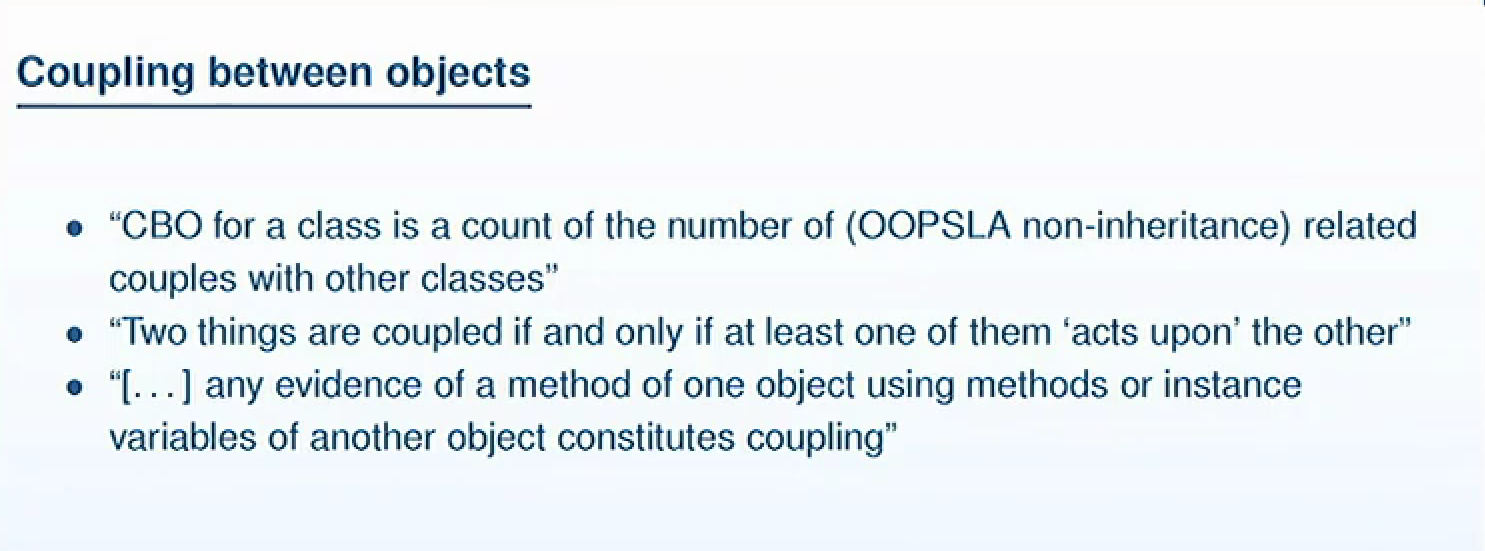 Coupling between objects
• “CBO for a class is a count of the number of (OOPSLA non-inheritance) related
couples with other classes”
• “Two things are coupled if and only if at least one of them ‘acts upon’ the other”
• “[...] any evidence of a method of one object using methods or instance
variables of another object constitutes coupling”